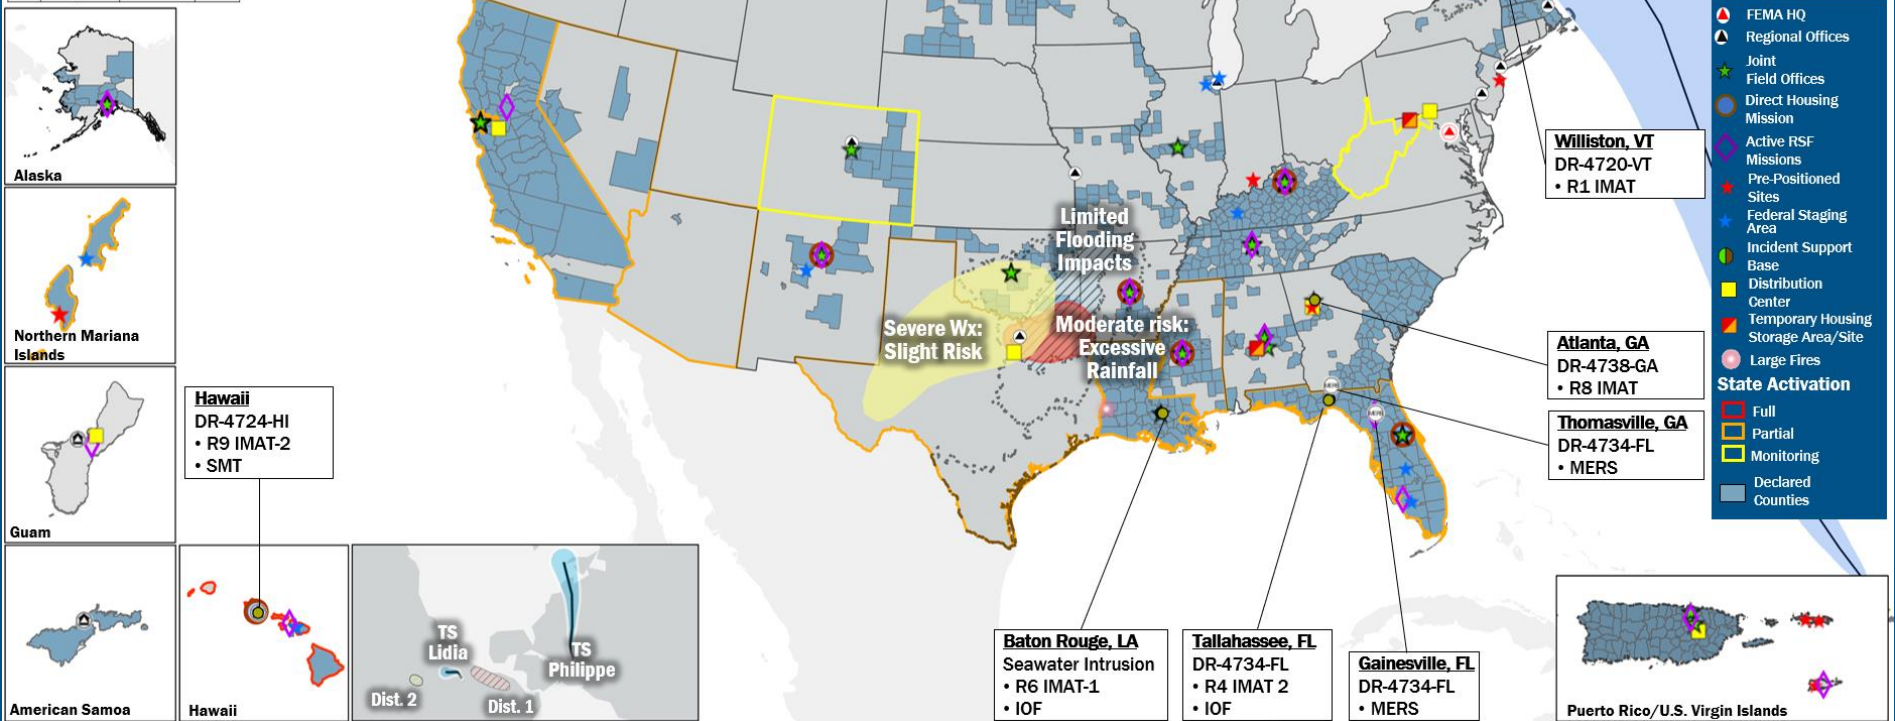 Alaska
Northern Mariana
Islands
Guam
American Samoa
Hawaii
DR-4724-HI
• R9 IMAT-2
• SMT
Hawaii
TS
Lidia
TS
Philippe
Dist. 2
Dist. 1
Limited
Flooding
Impacts
Severe Wx:
Slight Risk
Moderate risk:
Excessive
Rainfall
MERS
MERS
Baton Rouge, LA
Seawater Intrusion
• R6 IMAT-1
• IOF
Tallahassee, FL
DR-4734-FL
• R4 IMAT 2
• IOF
Gainesville, FL
DR-4734-FL
• MERS
Williston, VT
DR-4720-VT
• R1 IMAT
Atlanta, GA
DR-4738-GA
• R8 IMAT
Thomasville, GA
DR-4734-FL
• MERS
Puerto Rico/U.S. Virgin Islands
FEMA HQ
Regional Offices
Joint
Field Offices
Direct Housing
Mission
Active RSF
Missions
Pre-Positioned
Sites
Federal Staging
Area
Incident Support
Base
Distribution
Center
Temporary Housing
Storage Area/Site
Large Fires
State Activation
Full
Partial
Monitoring
Declared
Counties